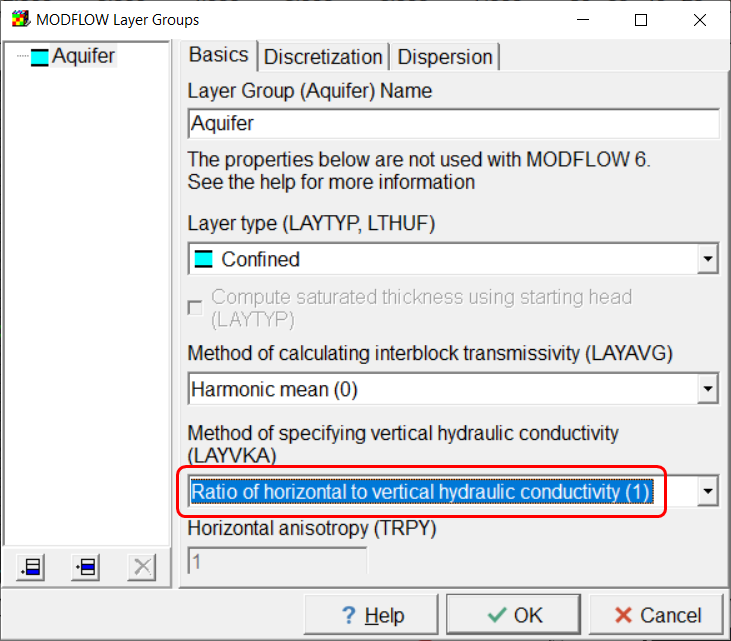 MODFLOW Layer Groups
Aquifer
Basics
Discretization
Dispersion
Layer Group (Aquifer) Name
Aquifer
The properties below are not used with MODFLOW 6.
See the help for more information
Layer type (LAYTYP, LTHUF)
Confined
Compute saturated thickness using starting head
(LAYTYP)
Method of calculating interblock transmissivity (LAYAVG)
Harmonic mean (0)
Method of specifying vertical hydraulic conductivity
(LAYVKA)
Ratio of horizontal to vertical hydraulic conductivity (1)
Horizontal anisotropy (TRPY)
1
? Help
OK
Cancel